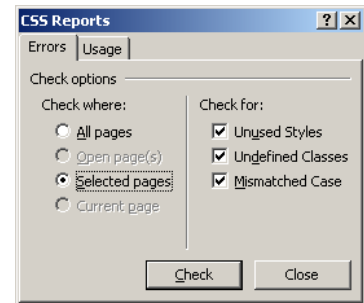 CSS Reports
Errors Usage
Check options
Check where:
All pages
Open page(s)
Selected pages
Current page
Check for:
Unused Styles
Undefined Classes
Mismatched Case
Check Close